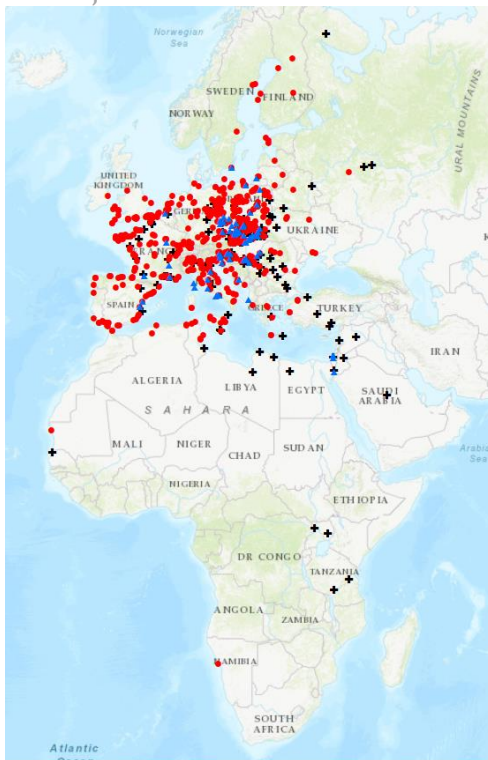 Norwegian
Sea
SWEDEN
FINLAND
NORWAY
URAL MOUNTAINS
UNITED
KINGDOM
UKRAINE
SPAIN
GREECE
TURKEY
IRAN
ALGERIA
LIBYA
EGYPT
SAUDI
ARABIA
SAHARA
MALI
NIGER
CHAD
SUDAN
NIGERIA
ETHIOPIA
DR CONGO
TANZANIA
ANGOLA
ZAMBIA
NAMIBIA
SOUTH
AFRICA
Atlantic